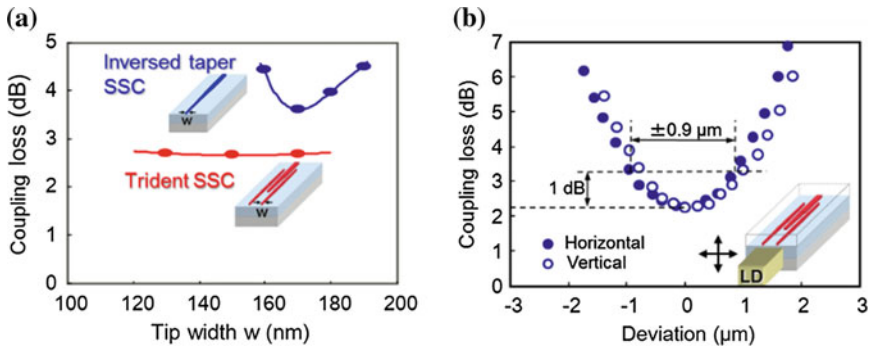 (a)
5
4
3
2
1
0
100
120
140
160
180
200
Coupling loss (dB)
Tip width w (nm)
Inversed taper
SSC
w
Trident SSC
w
(b)
7
6
5
4
3
2
1
0
-3
-2
-1
0
1
2
3
Coupling loss (dB)
Deviation (µm)
±0.9 µm
1 dB
Horizontal
Vertical
LD